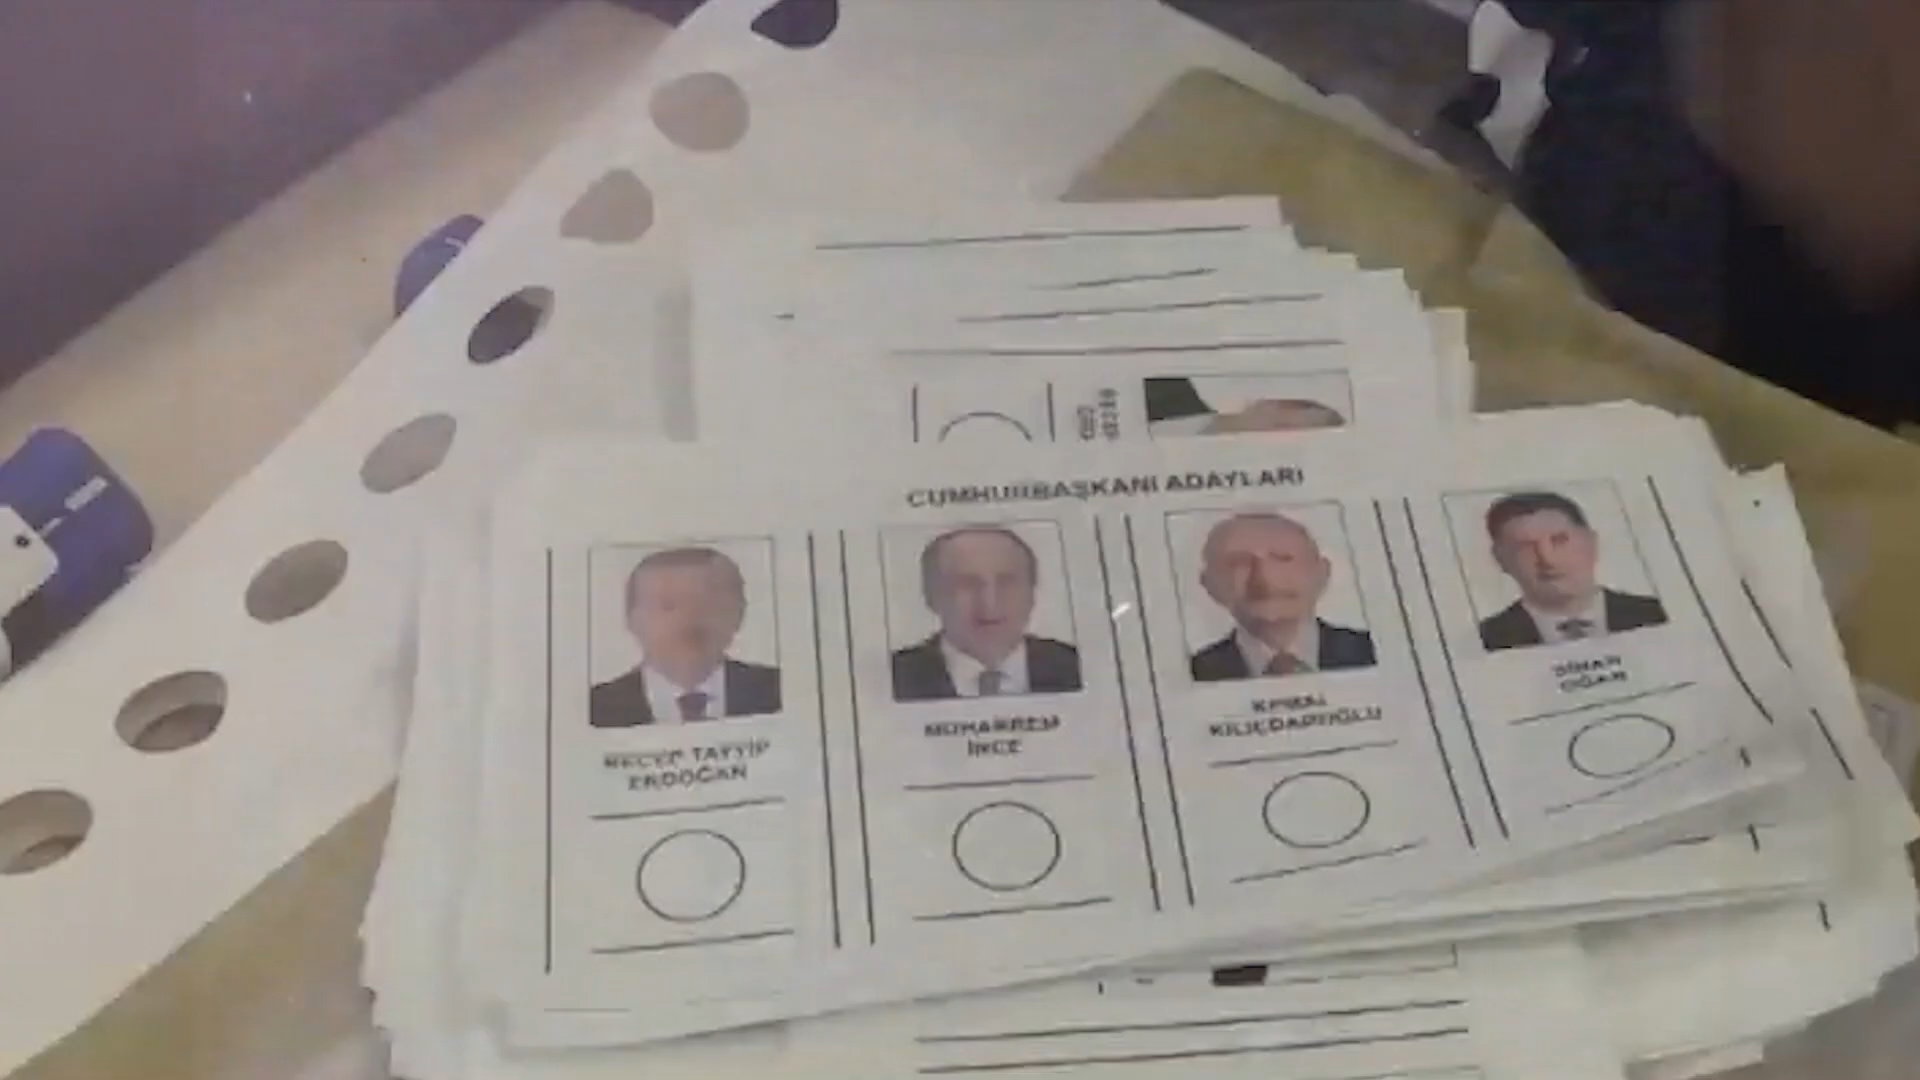 CUMHURBAŞKANI ADAYLARI
RECEP TAYYİP
ERDOĞAN
MUHARREM
İNCE
KEMAL
KILIÇDAROĞLU
SİNAN
OĞAN